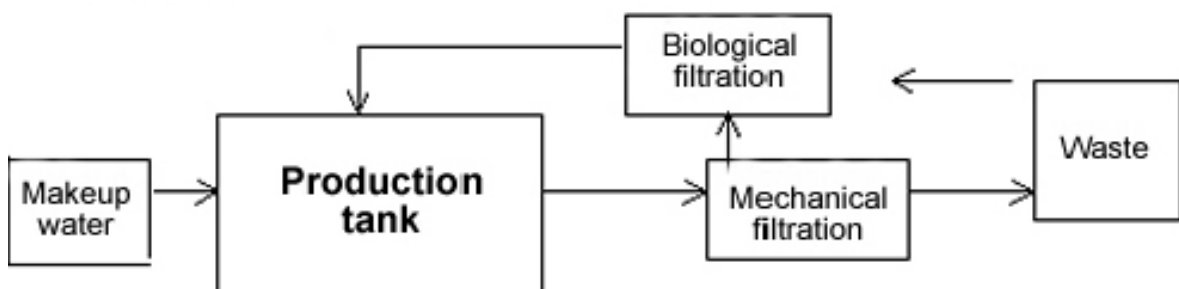 Biological
filtration
Waste
Production
tank
Makeup
water
Mechanical
filtration